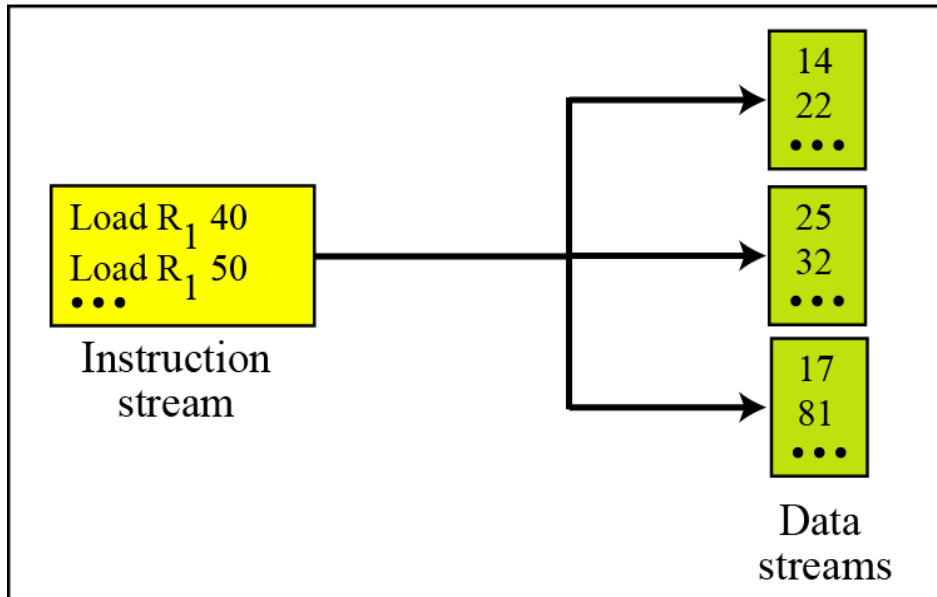 Load R1 40
Load R1 50
•••
Instruction
stream
14
22
•••
25
32
•••
17
81
•••
Data
streams